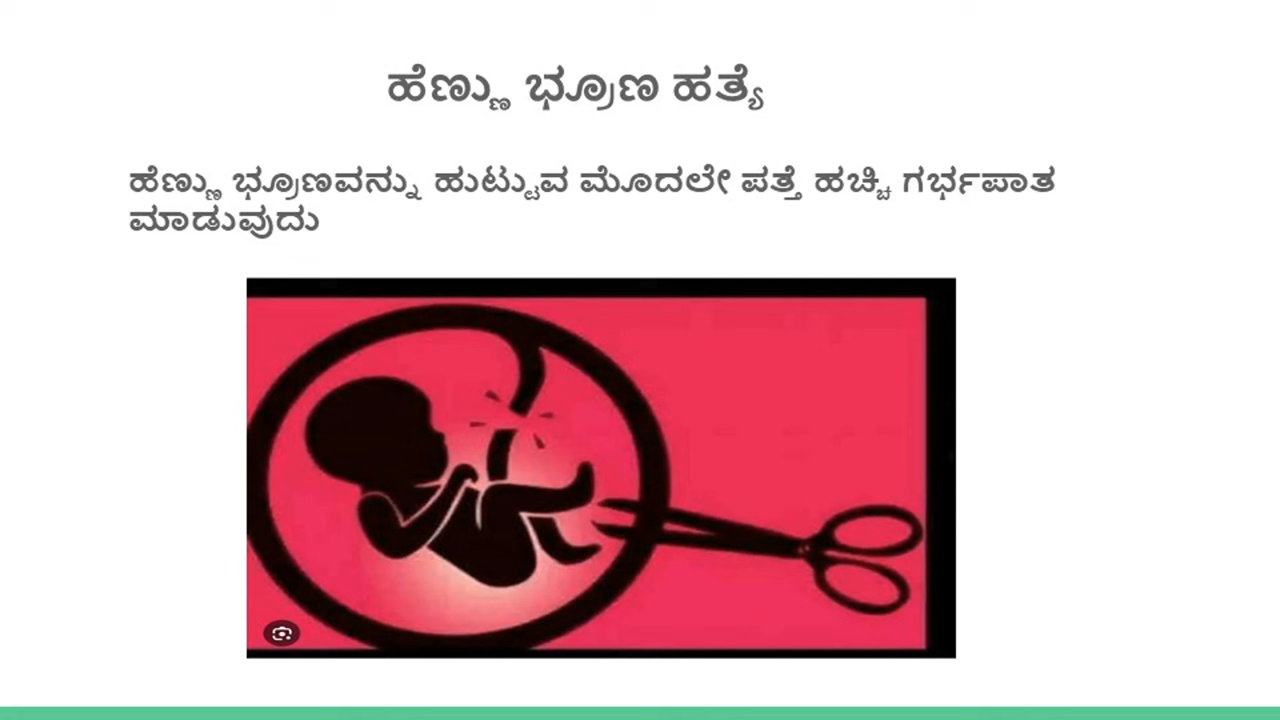 ಹೆಣ್ಣು ಭ್ರೂಣ ಹತ್ಯೆ
ಹೆಣ್ಣು ಭ್ರೂಣವನ್ನು ಹುಟ್ಟುವ ಮೊದಲೇ ಪತ್ತೆ ಹಚ್ಚಿ ಗರ್ಭಪಾತ
ಮಾಡುವುದು